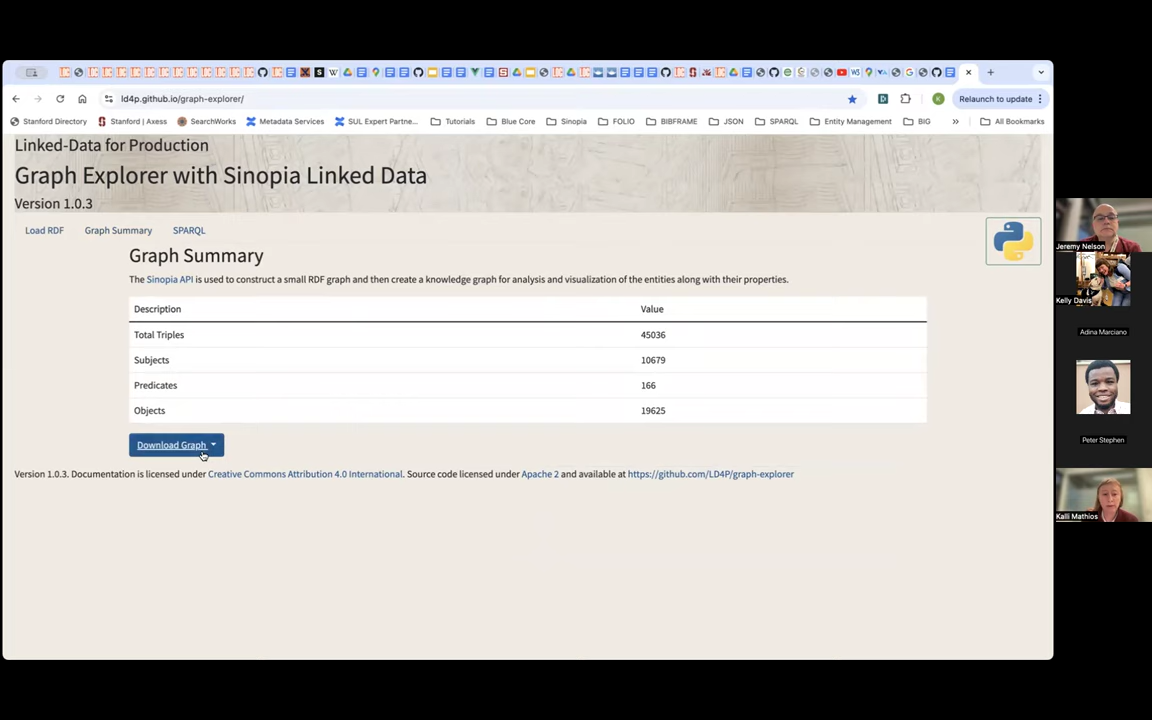 ld4p.github.io/graph-explorer/
Relaunch to update
Stanford Directory
Stanford | Axess
SearchWorks
Metadata Services
SUL Expert Partne...
Tutorials
Blue Core
Sinopia
FOLIO
BIBFRAME
JSON
SPARQL
Entity Management
BIG
All Bookmarks
Linked-Data for Production
Graph Explorer with Sinopia Linked Data
Version 1.0.3
Load RDF
Graph Summary
SPARQL
Graph Summary
The Sinopia API is used to construct a small RDF graph and then create a knowledge graph for analysis and visualization of the entities along with their properties.
Description Value
Total Triples 45036
Subjects 10679
Predicates 166
Objects 19625
Download Graph
Version 1.0.3. Documentation is licensed under Creative Commons Attribution 4.0 International. Source code licensed under Apache 2 and available at https://github.com/LD4P/graph-explorer
Jeremy Nelson
Kelly Davis
Adina Marciano
Peter Stephen
Kalli Mathios